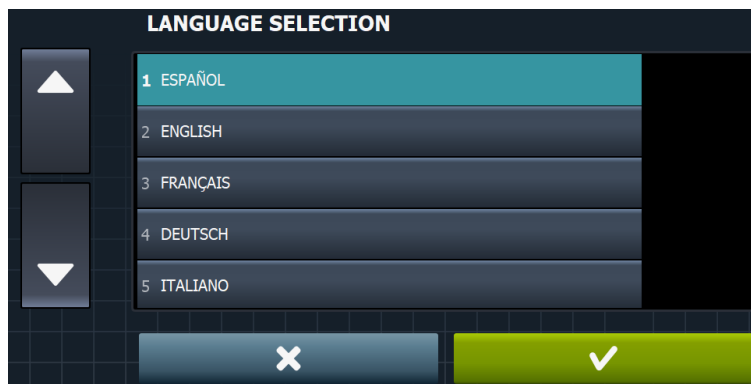 LANGUAGE SELECTION
1 ESPAÑOL
2 ENGLISH
3 FRANÇAIS
4 DEUTSCH
5 ITALIANO